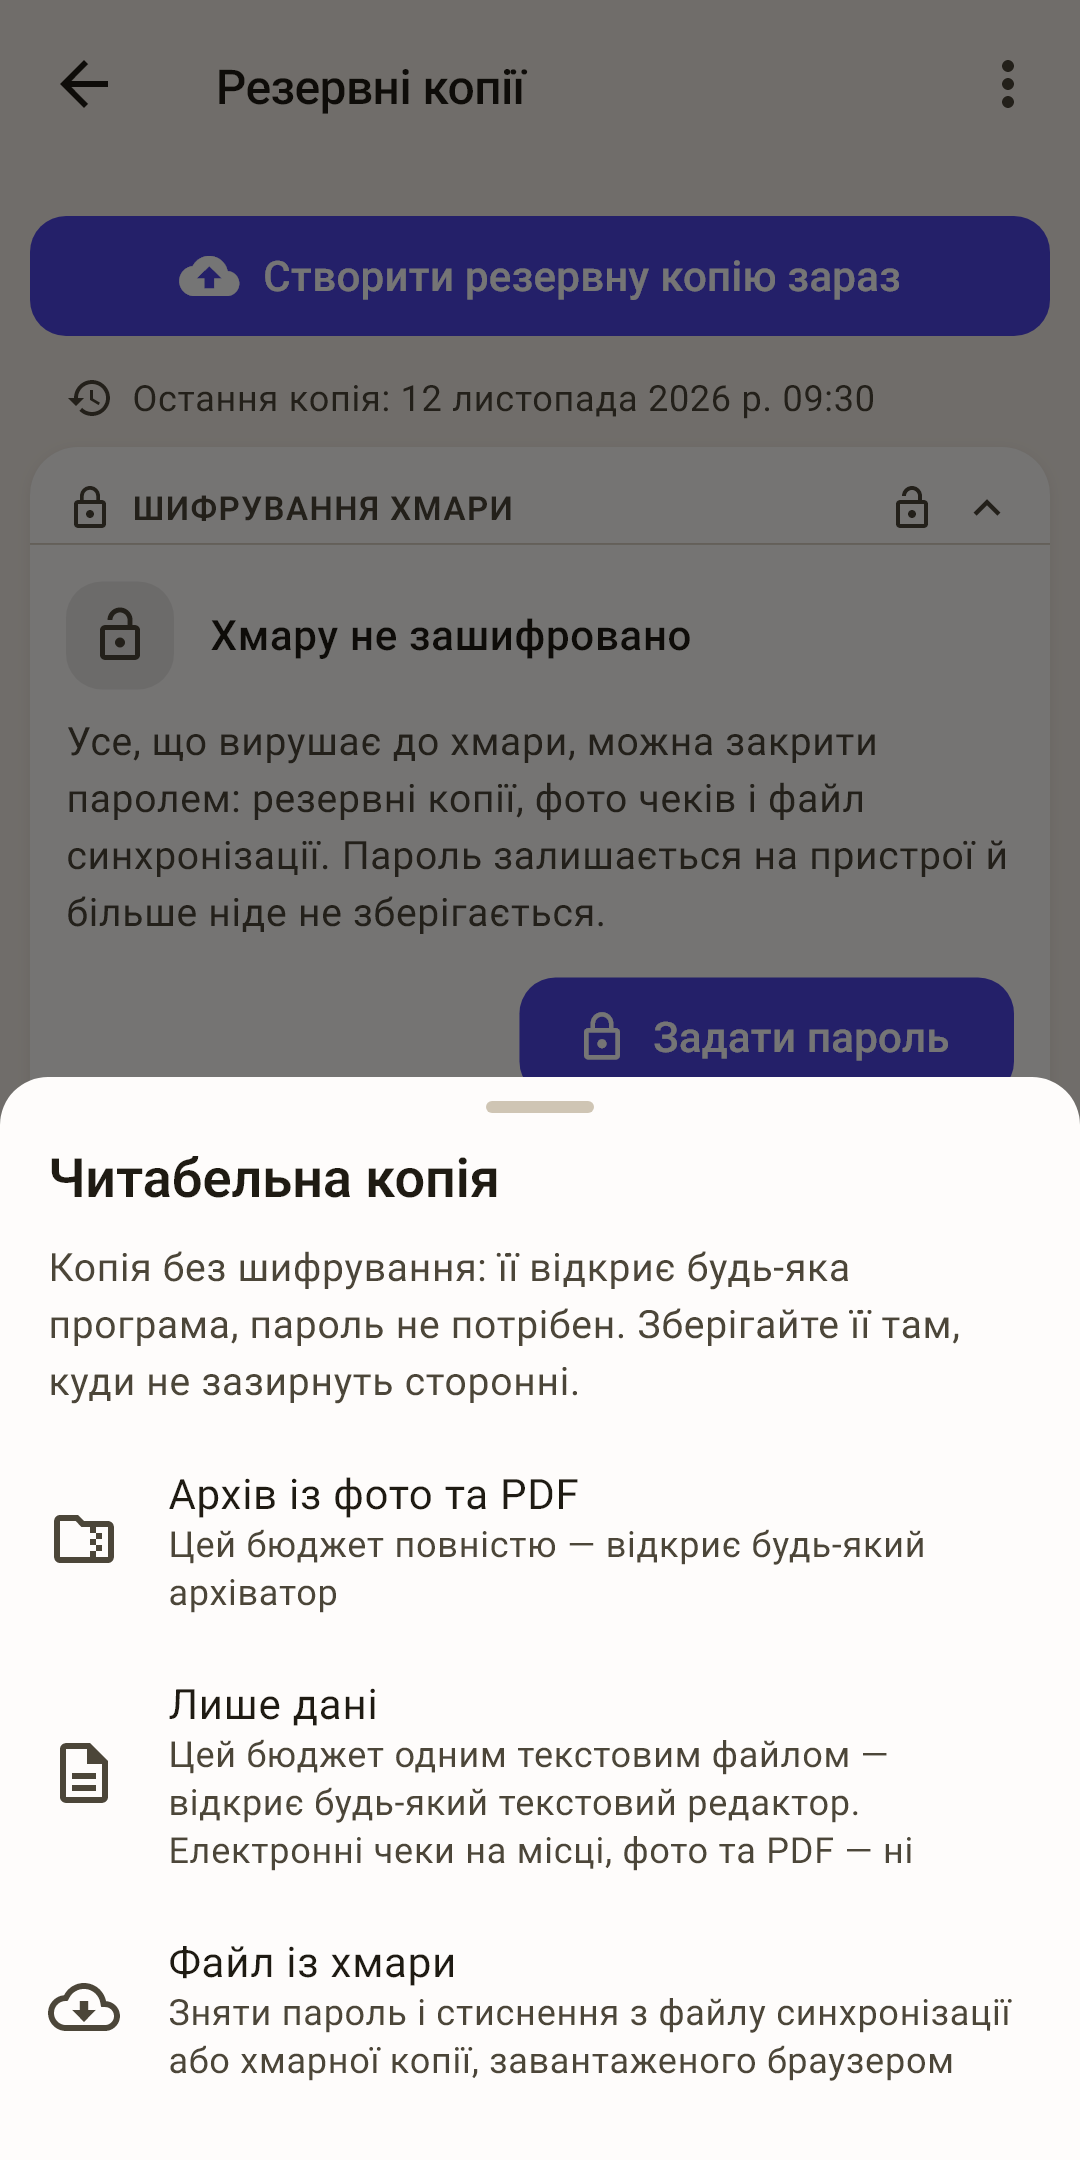 Резервні копії
Створити резервну копію зараз
Остання копія: 12 листопада 2026 р. 09:30
ШИФРУВАННЯ ХМАРИ
Хмару не зашифровано
Усе, що вирушає до хмари, можна закрити
паролем: резервні копії, фото чеків і файл
синхронізації. Пароль залишається на пристрої й
більше ніде не зберігається.
Задати пароль
Читабельна копія
Копія без шифрування: її відкриє будь-яка
програма, пароль не потрібен. Зберігайте її там,
куди не зазирнуть сторонні.
Архів із фото та PDF
Цей бюджет повністю — відкриє будь-який
архіватор
Лише дані
Цей бюджет одним текстовим файлом —
відкриє будь-який текстовий редактор.
Електронні чеки на місці, фото та PDF — ні
Файл із хмари
Зняти пароль і стиснення з файлу синхронізації
або хмарної копії, завантаженого браузером